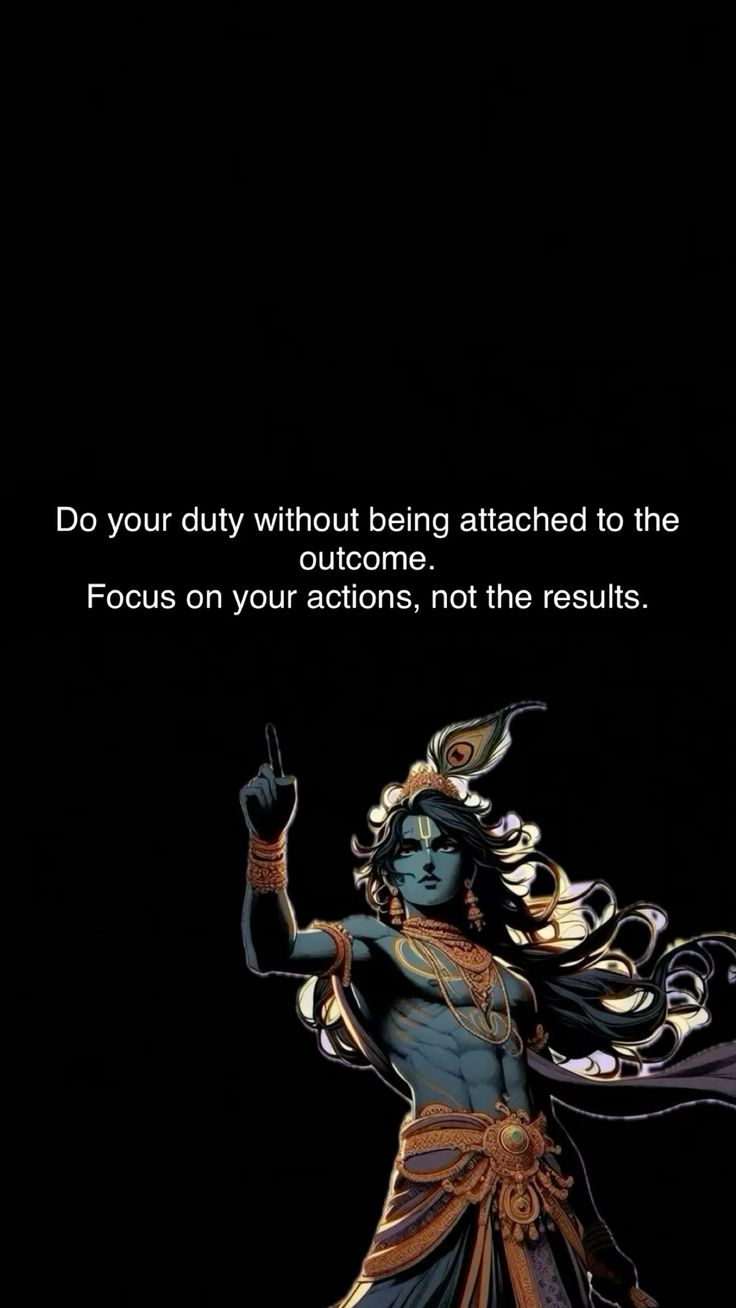 Do your duty without being attached to the
outcome.
Focus on your actions, not the results.